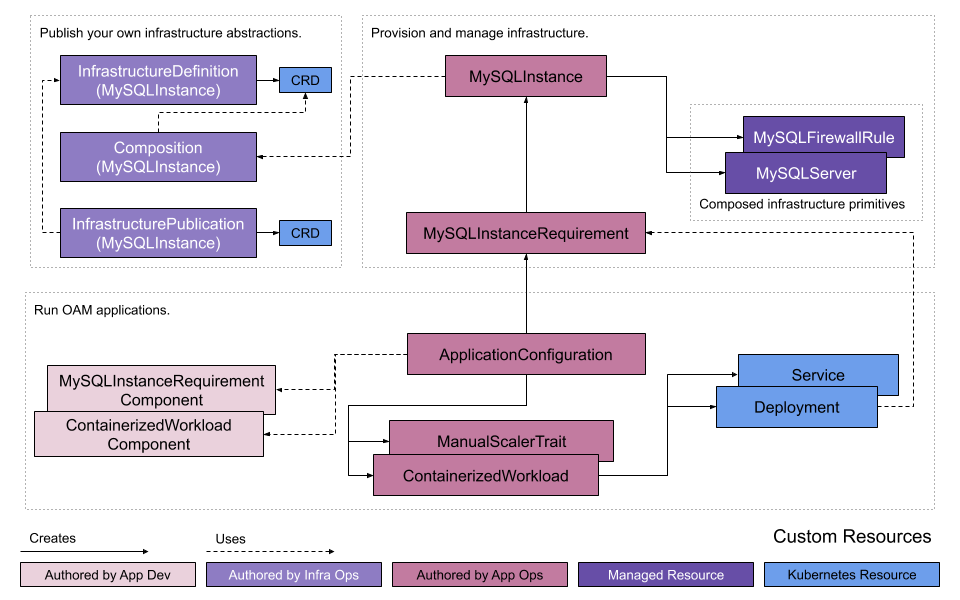 Publish your own infrastructure abstractions.
InfrastructureDefinition
(MySQLInstance)
CRD
Composition
(MySQLInstance)
InfrastructurePublication
(MySQLInstance)
CRD
Provision and manage infrastructure.
MySQLInstance
MySQLFirewallRule
MySQLServer
Composed infrastructure primitives
MySQLInstanceRequirement
Run OAM applications.
ApplicationConfiguration
MySQLInstanceRequirement
Component
ContainerizedWorkload
Component
ManualScalerTrait
ContainerizedWorkload
Service
Deployment
Creates
Uses
Custom Resources
Authored by App Dev
Authored by Infra Ops
Authored by App Ops
Managed Resource
Kubernetes Resource